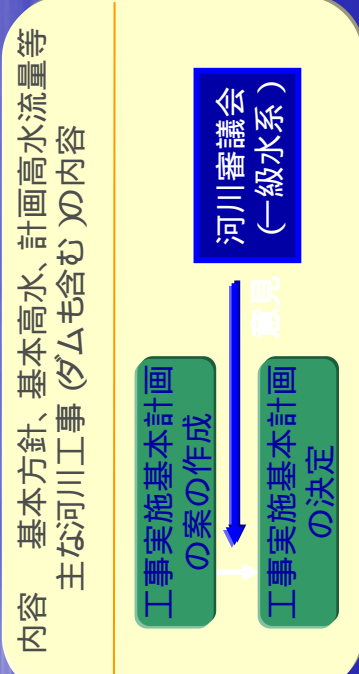 内容　基本方針、基本高水、計画高水流量等
主な河川工事(ダムも含む)の内容
工事実施基本計画
の案の作成
河川審議会
(一級水系)
意見
工事実施基本計画
の決定